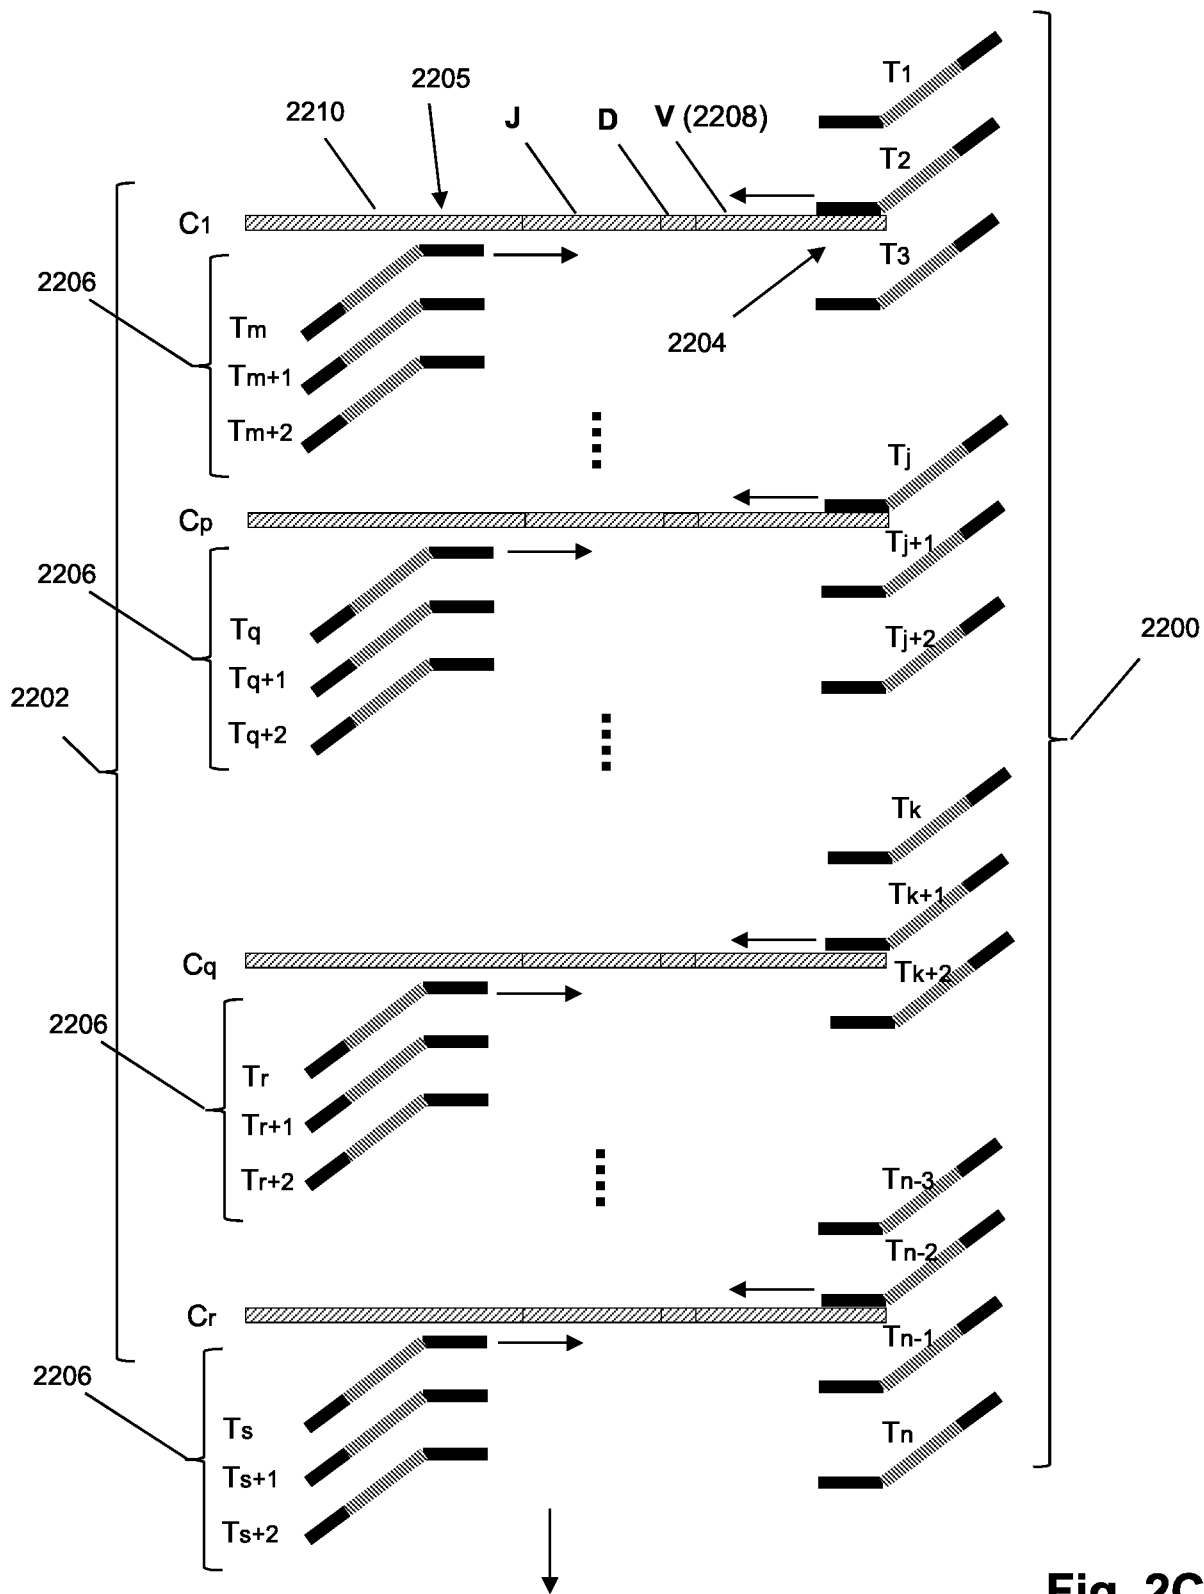 T1
2205
2210
J
D
V (2208)
T2
C1
T3
2206
Tm
2204
Tm+1
Tm+2
Tj
Cp
Tj+1
2206
Tq
Tj+2
2200
Tq+1
2202
Tq+2
Tk
Tk+1
Cq
Tk+2
2206
Tr
Tr+1
Tr+2
Tn-3
Tn-2
Cr
Tn-1
2206
Ts
Tn
Ts+1
Ts+2
Fig. 2C